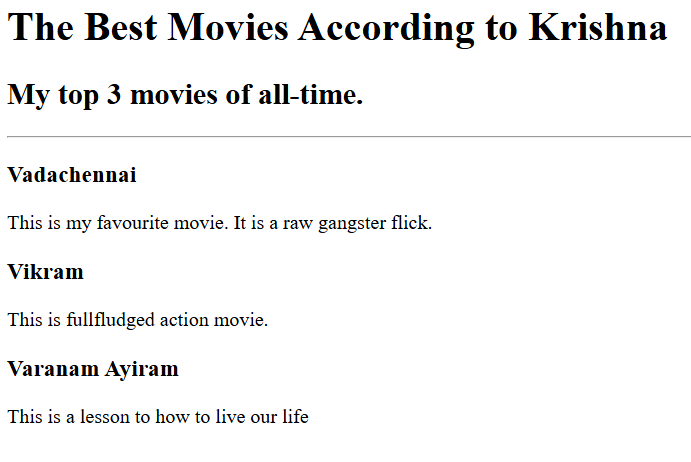 The Best Movies According to Krishna
My top 3 movies of all-time.
Vadachennai
This is my favourite movie. It is a raw gangster flick.
Vikram
This is fullfludged action movie.
Varanam Ayiram
This is a lesson to how to live our life